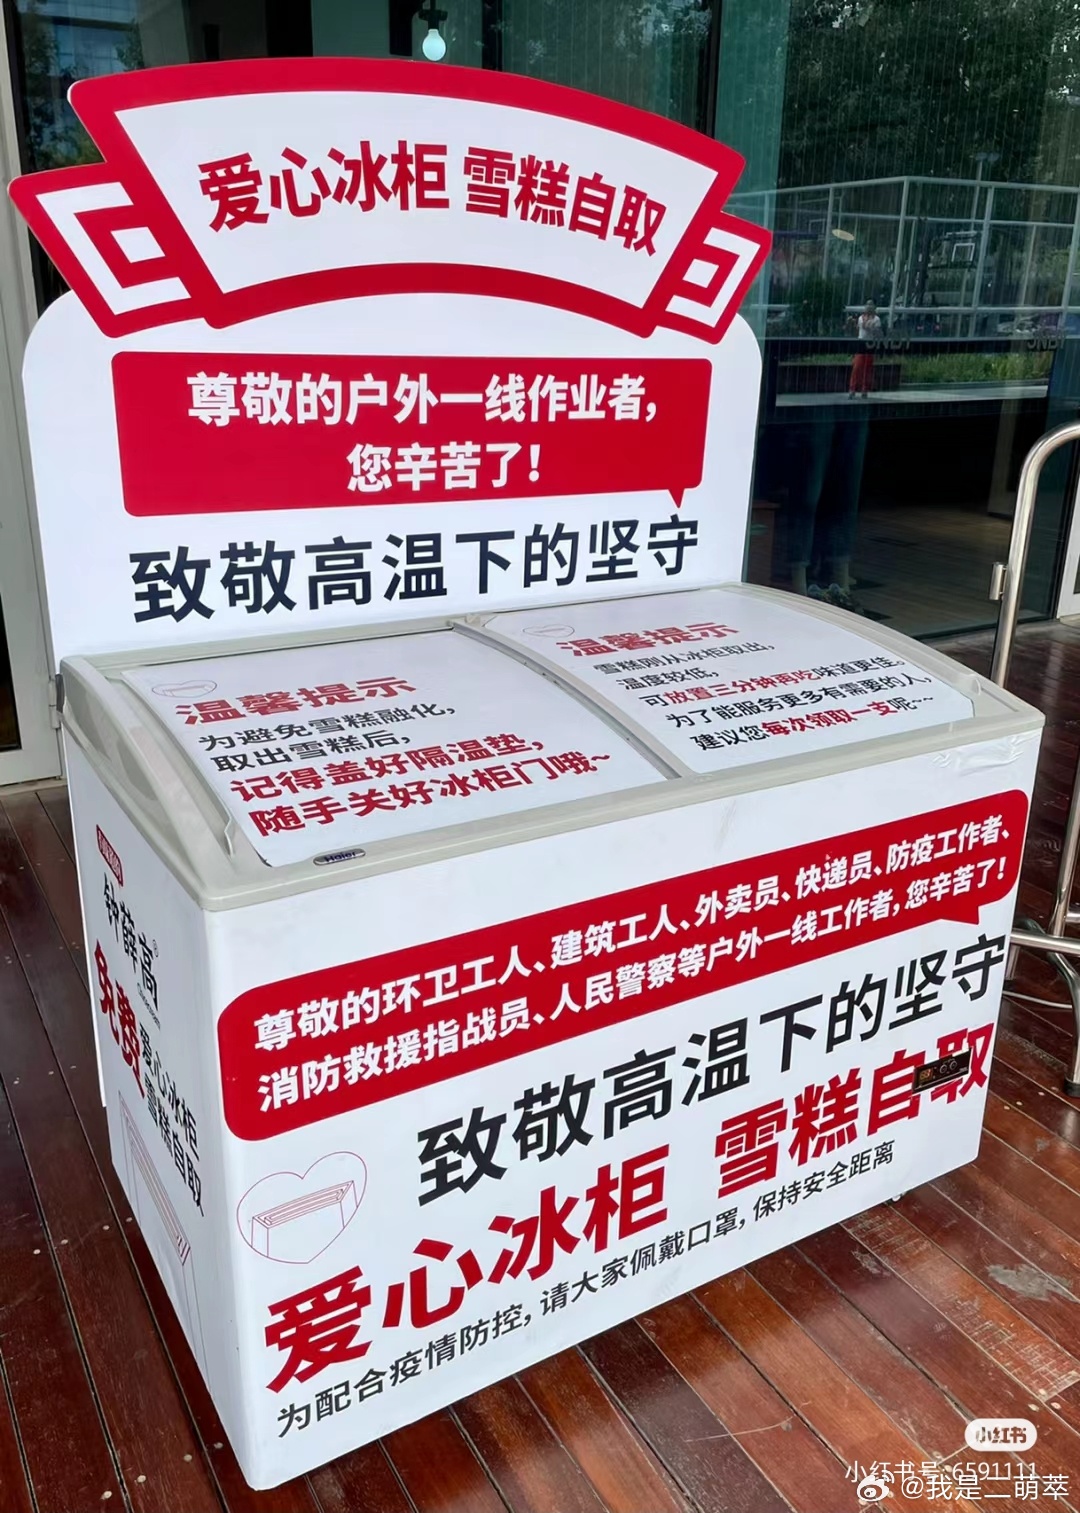 爱心冰柜 雪糕自取
尊敬的户外一线作业者，
您辛苦了！
致敬高温下的坚守
温馨提示
为避免雪糕融化，
取出雪糕后，
记得盖好隔温垫，
随手关好冰柜门哦~
温馨提示
雪糕刚从冰柜取出，
温度较低，
可放置三分钟再吃味道更佳。
为了能服务更多有需要的人，
建议您每次领取一支呢~~
Haier
尊敬的环卫工人、建筑工人、外卖员、快递员、防疫工作者、
消防救援指战员、人民警察等户外一线工作者，您辛苦了！
致敬高温下的坚守
爱心冰柜 雪糕自取
为配合疫情防控，请大家佩戴口罩，保持安全距离
钟薛高
免费
爱心冰柜
雪糕自取
小红书
小红书号：6591111
@我是二萌萃